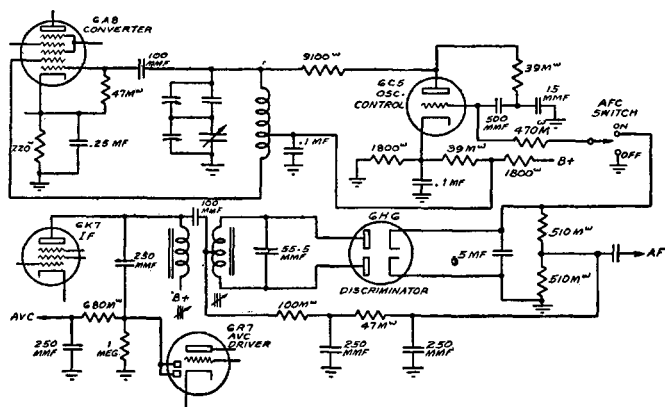 6A8
CONVERTER
100
MMF
47Mω
220ω
.25 MF
9100ω
.1 MF
6C5
OSC-
CONTROL
39Mω
500
MMF
15
MMF
470Mω
AFC
SWITCH
ON
OFF
1800ω
39Mω
1800ω
B+
.1 MF
6K7
IF
250
MMF
100
MMF
B+
55.5
MMF
6H6
DISCRIMINATOR
.5MF
510Mω
510Mω
AF
AVC
680Mω
250
MMF
1
MEG.
6R7
AVC
DRIVER
100Mω
47Mω
250
MMF
250
MMF